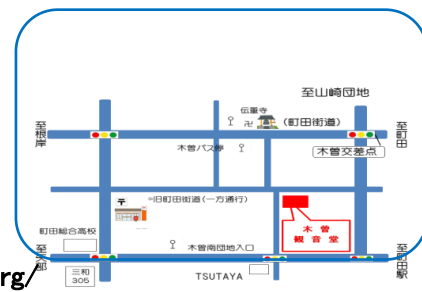 至山崎団地
伝重寺
卍
(町田街道)
至根岸
至町田
木曽バス停
木曽交差点
〒
=旧町田街道(一方通行)
木曽
観音堂
町田総合高校
木曽南団地入口
至町田駅
三和
305
TSUTAYA
rg/